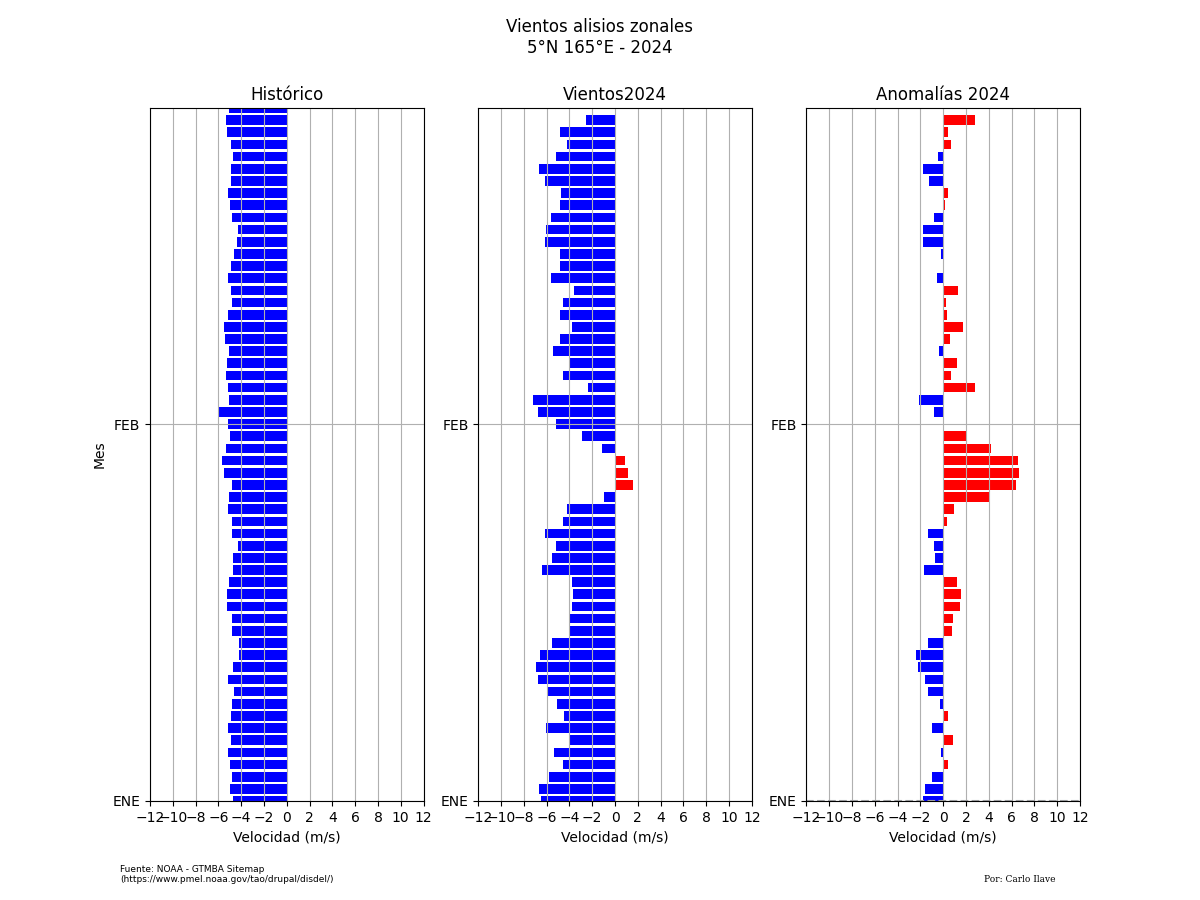 Vientos alisios zonales
5°N 165°E - 2024
Histórico
Vientos2024
Anomalías 2024
Mes
FEB
FEB
FEB
ENE
ENE
ENE
−12 −10 −8 −6 −4 −2 0 2 4 6 8 10 12
−12 −10 −8 −6 −4 −2 0 2 4 6 8 10 12
−12 −10 −8 −6 −4 −2 0 2 4 6 8 10 12
Velocidad (m/s)
Velocidad (m/s)
Velocidad (m/s)
Fuente: NOAA - GTMBA Sitemap
(https://www.pmel.noaa.gov/tao/drupal/disdel/)
Por: Carlo Ilave